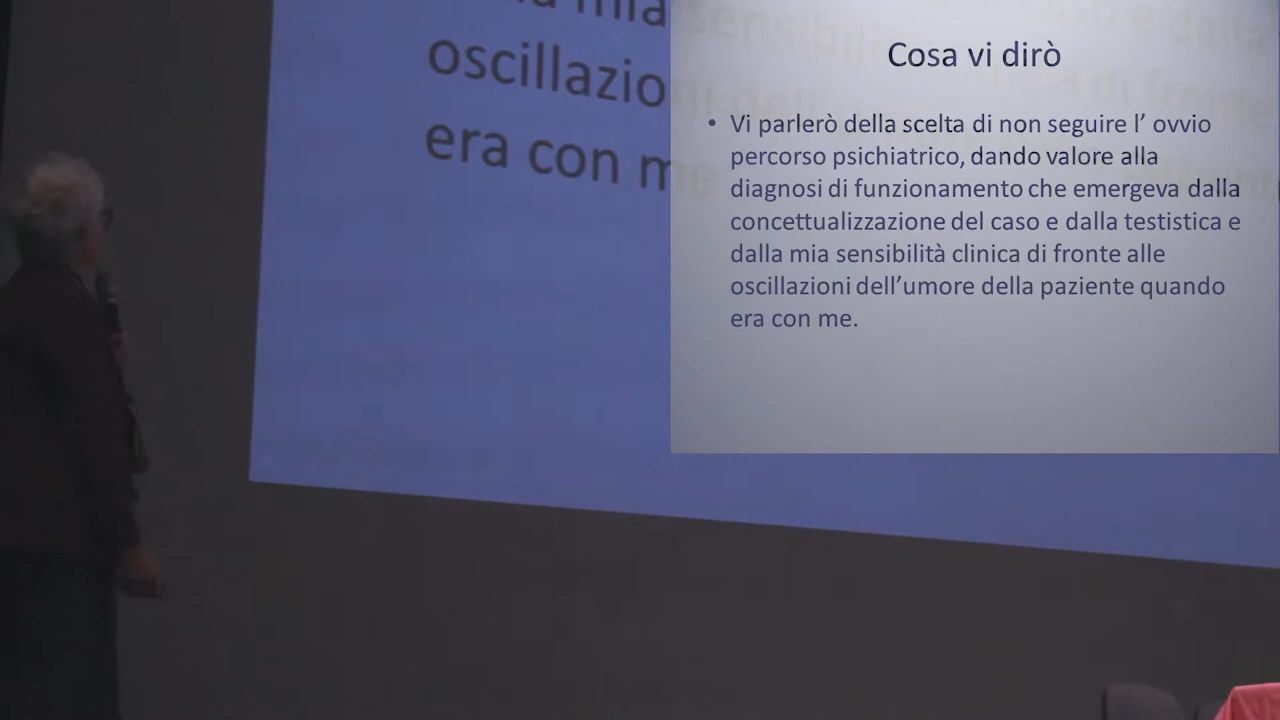 mia
oscillazio
era con m
Cosa vi dirò
• Vi parlerò della scelta di non seguire l’ ovvio
percorso psichiatrico, dando valore alla
diagnosi di funzionamento che emergeva dalla
concettualizzazione del caso e dalla testistica e
dalla mia sensibilità clinica di fronte alle
oscillazioni dell’umore della paziente quando
era con me.